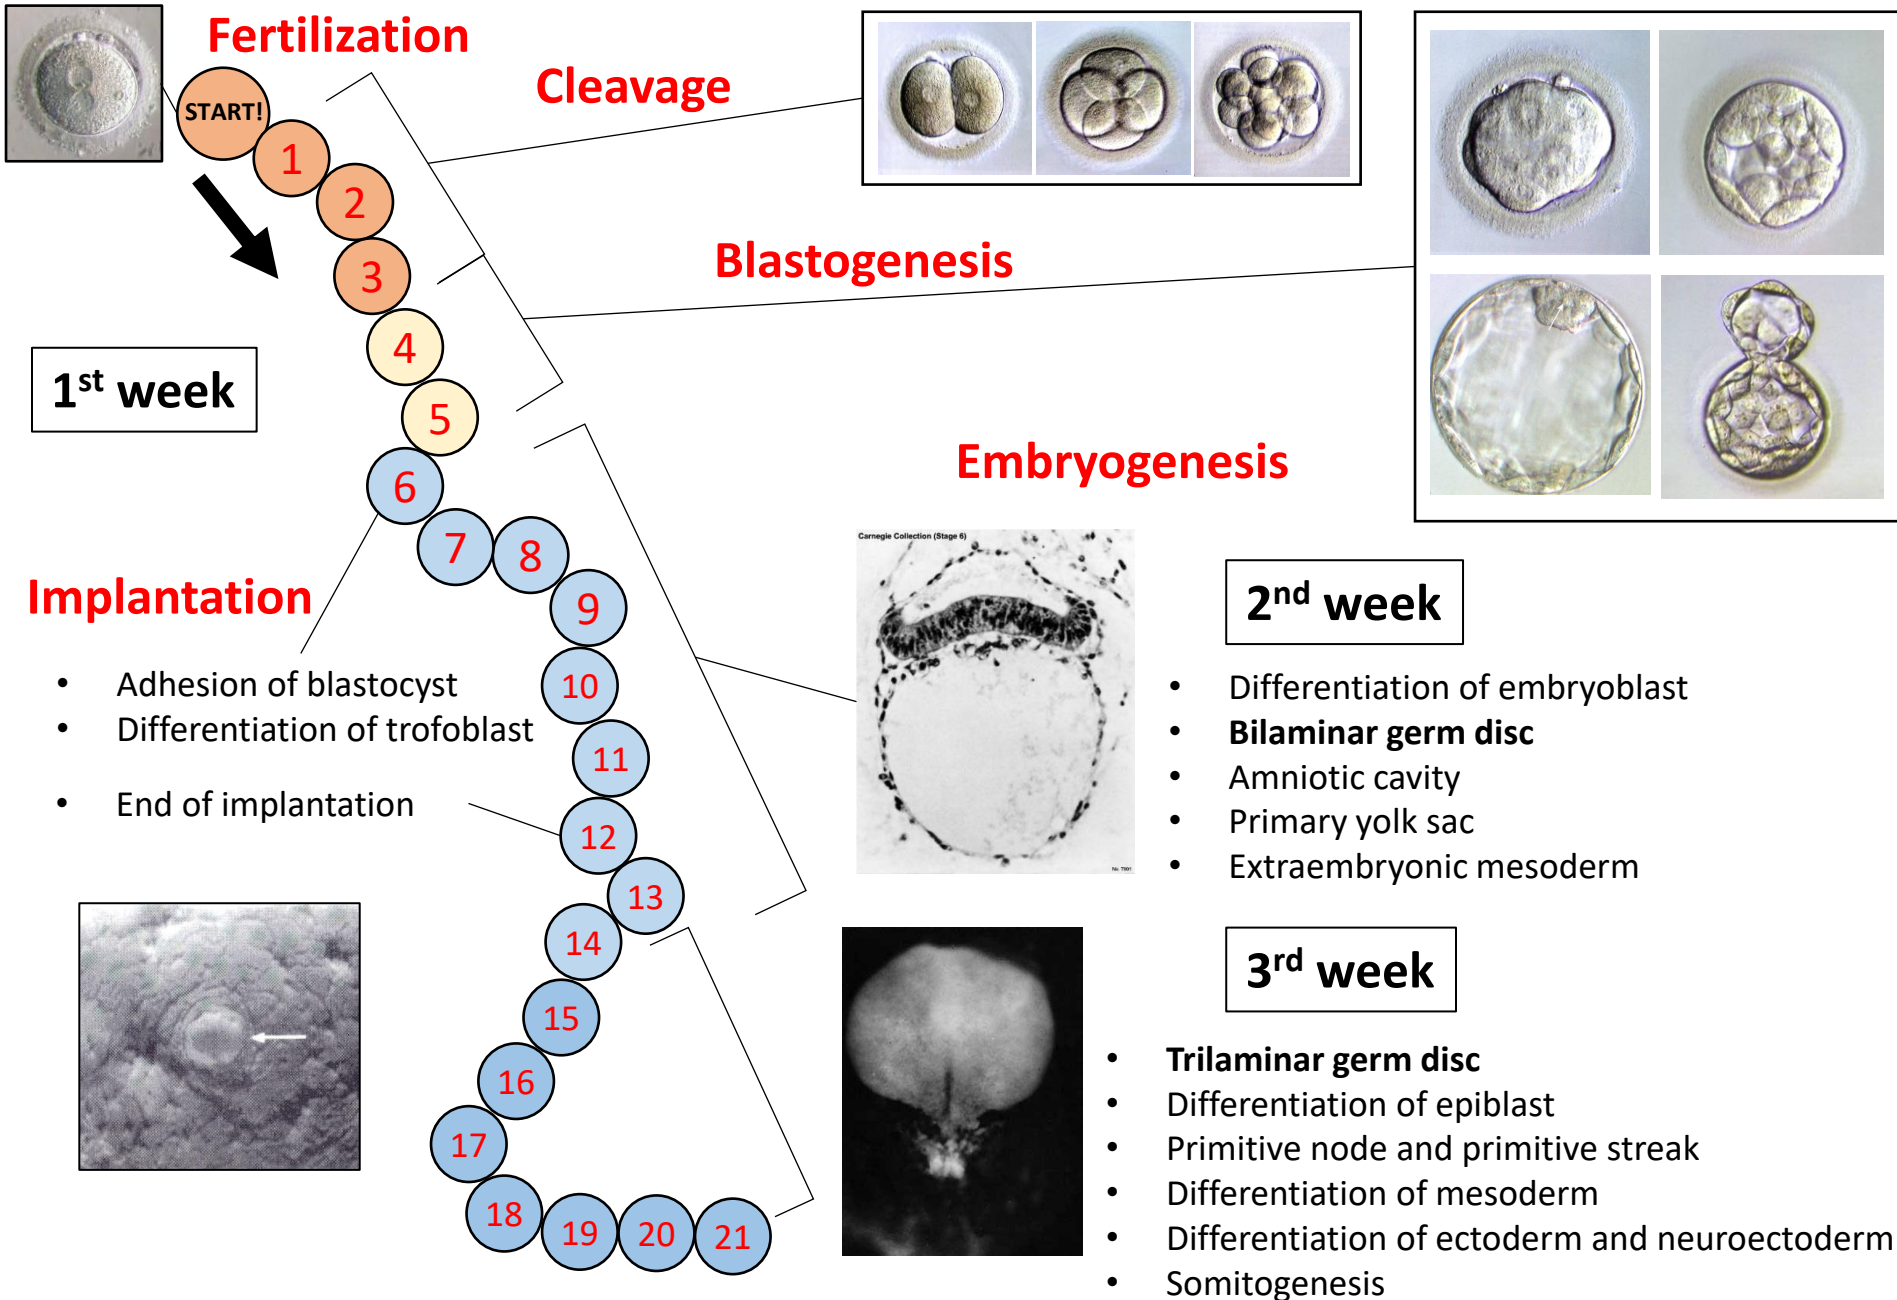 Fertilization
START!
Cleavage
1
2
3
Blastogenesis
4
1st week
5
Embryogenesis
6
7
8
Implantation
9
• Adhesion of blastocyst
• Differentiation of trofoblast
10
11
• End of implantation
12
13
14
15
16
17
18
19
20
21
Carnegie Collection (Stage 6)
No. 7801
2nd week
• Differentiation of embryoblast
• Bilaminar germ disc
• Amniotic cavity
• Primary yolk sac
• Extraembryonic mesoderm
3rd week
• Trilaminar germ disc
• Differentiation of epiblast
• Primitive node and primitive streak
• Differentiation of mesoderm
• Differentiation of ectoderm and neuroectoderm
• Somitogenesis